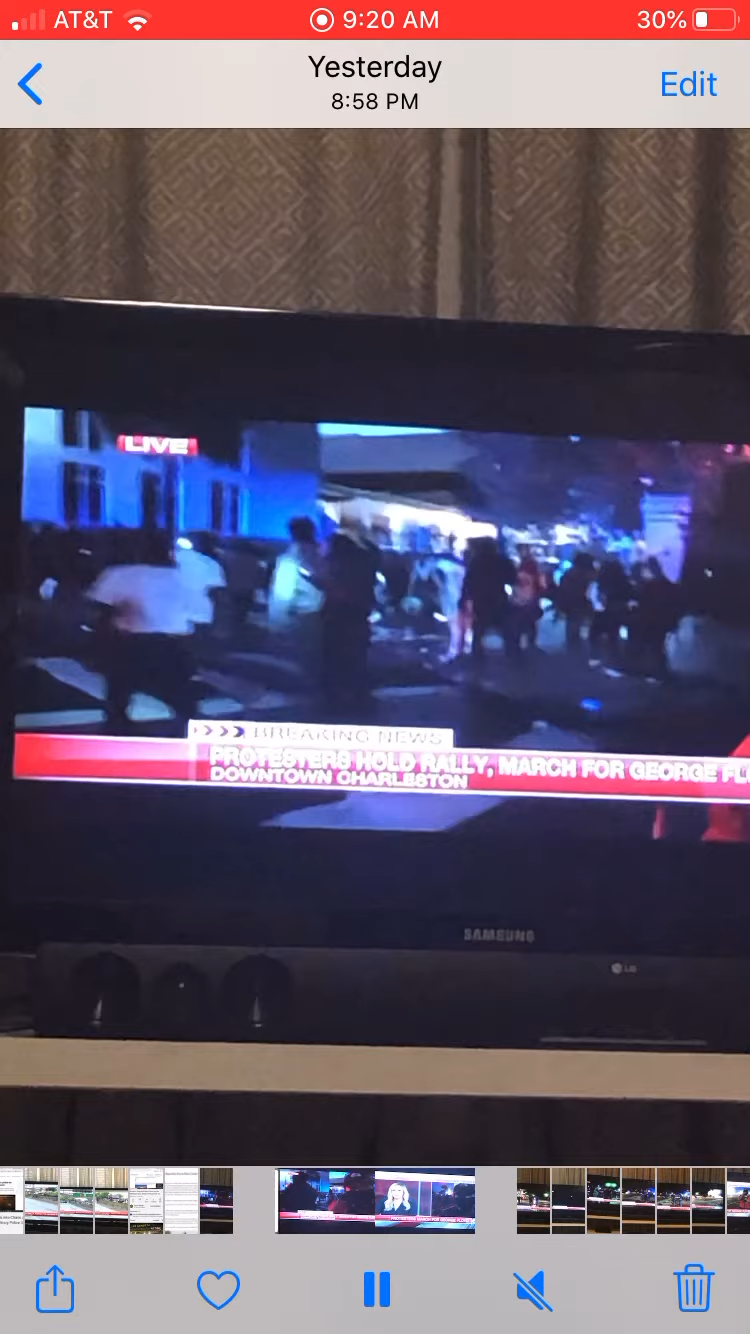 AT&T 9:20 AM 30%
Yesterday
8:58 PM
Edit
LIVE
BREAKING NEWS
PROTESTERS HOLD RALLY, MARCH FOR GEORGE FL
DOWNTOWN CHARLESTON
SAMSUNG
LG